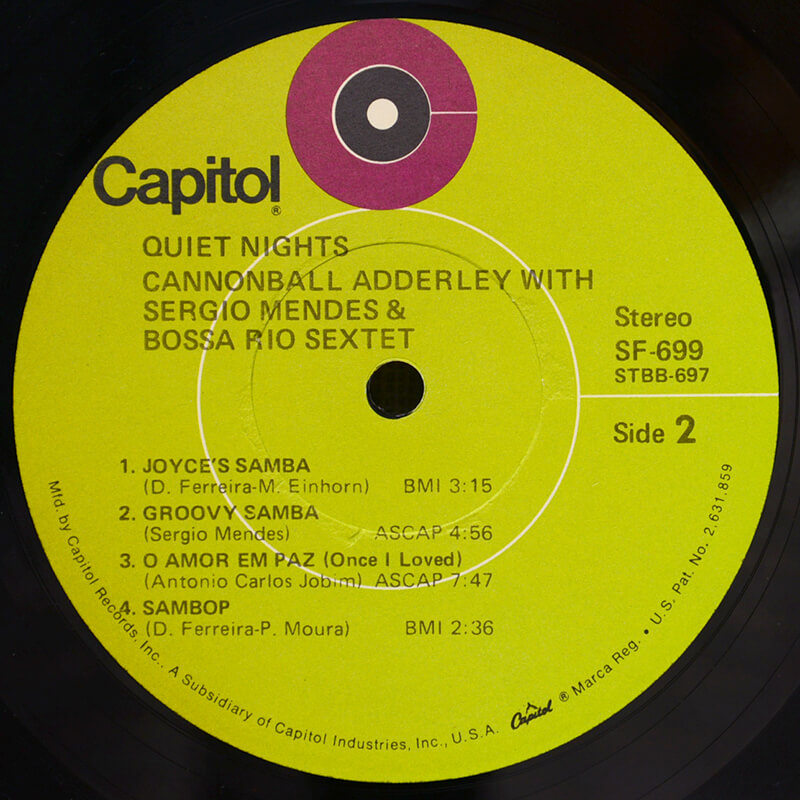 Capitol®
QUIET NIGHTS
CANNONBALL ADDERLEY WITH
SERGIO MENDES &
BOSSA RIO SEXTET
Stereo
SF-699
STBB-697
Side 2
1. JOYCE'S SAMBA
(D. Ferreira-M. Einhorn) BMI 3:15
2. GROOVY SAMBA
(Sergio Mendes) ASCAP 4:56
3. O AMOR EM PAZ (Once I Loved)
(Antonio Carlos Jobim) ASCAP 7:47
4. SAMBOP
(D. Ferreira-P. Moura) BMI 2:36
Mfd. by Capitol Records, Inc., A Subsidiary of Capitol Industries, Inc., U.S.A. Capitol ® Marca Reg. • U.S. Pat. No. 2,631,859